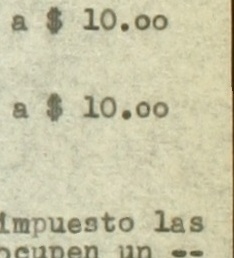 a $ 10.oo
a $ 10.oo
impuesto las
ocupen un --